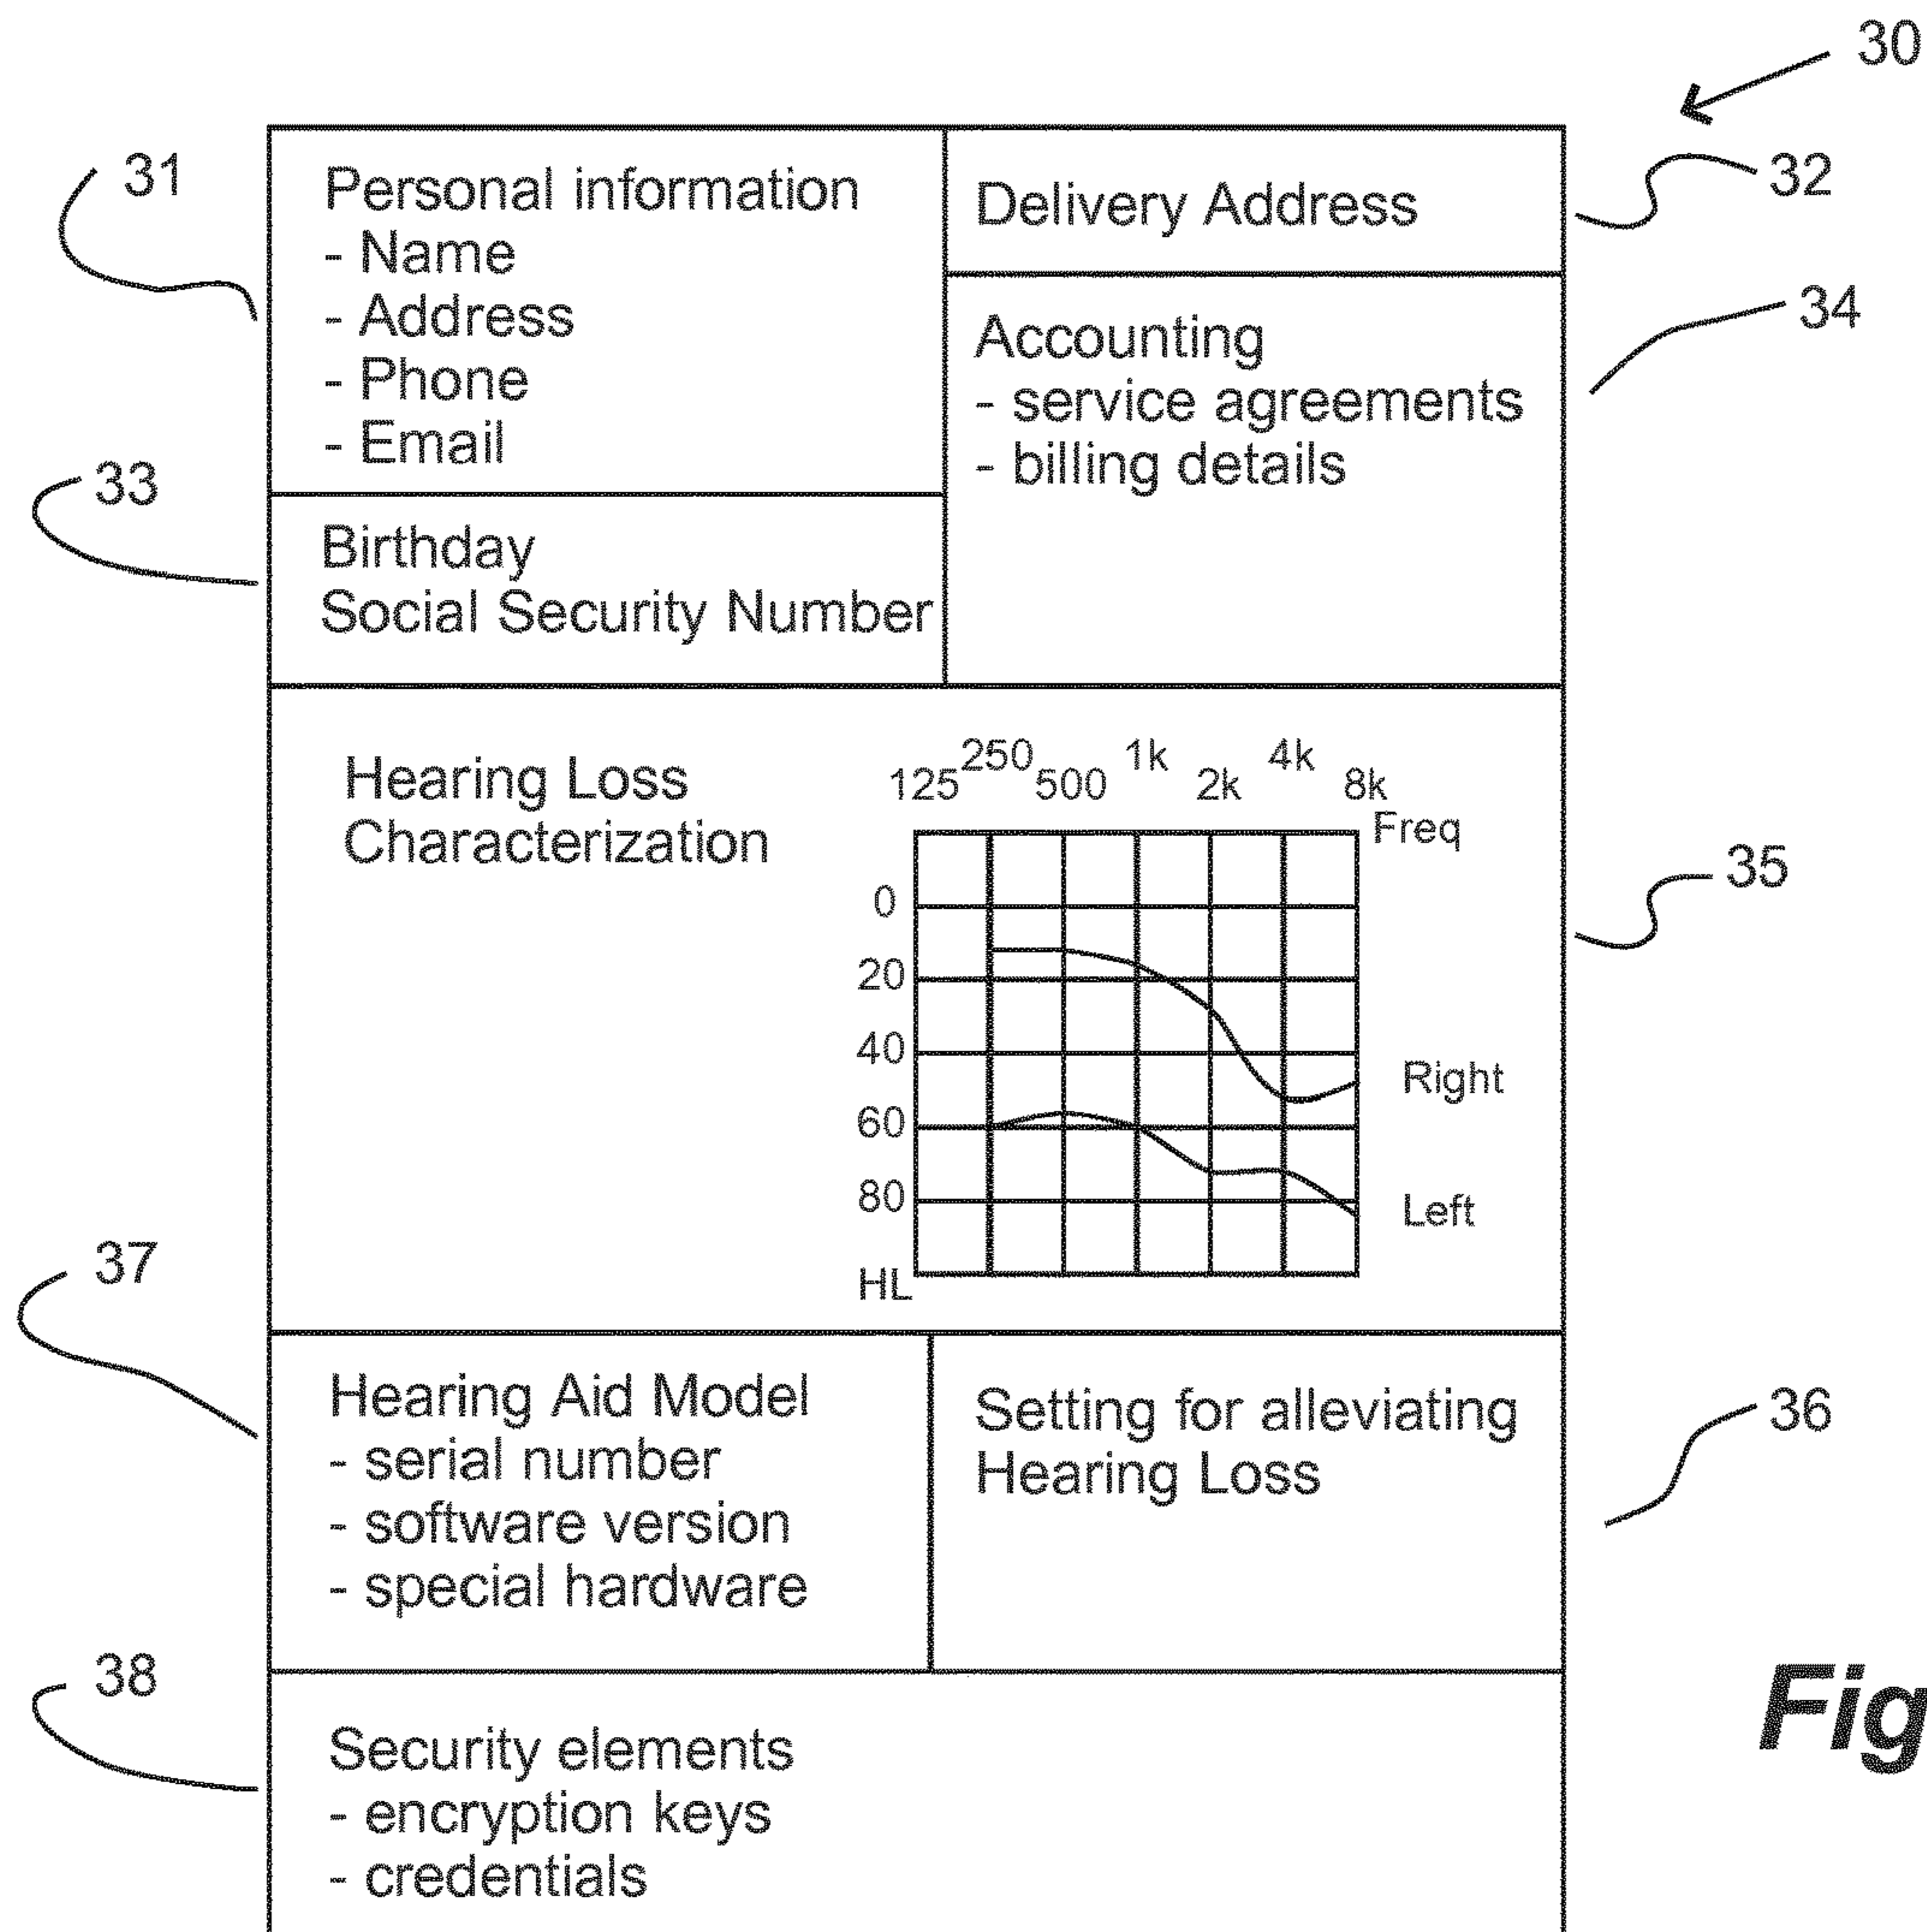 30
31
Personal information
- Name
- Address
- Phone
- Email
Delivery Address
32
Accounting
- service agreements
- billing details
34
33
Birthday
Social Security Number
Hearing Loss
Characterization
125 250 500 1k 2k 4k 8k
Freq
0
20
40
60
80
HL
Right
Left
35
37
Hearing Aid Model
- serial number
- software version
- special hardware
Setting for alleviating
Hearing Loss
36
38
Security elements
- encryption keys
- credentials
Fig